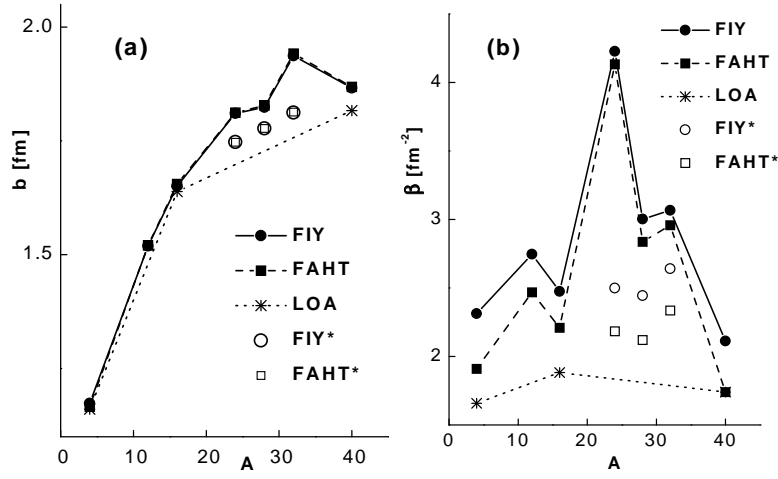 (a)
2.0
1.5
b [fm]
FIY
FAHT
LOA
FIY*
FAHT*
0 10 20 30 40
A
(b)
4
3
2
β [fm⁻²]
FIY
FAHT
LOA
FIY*
FAHT*
0 10 20 30 40
A